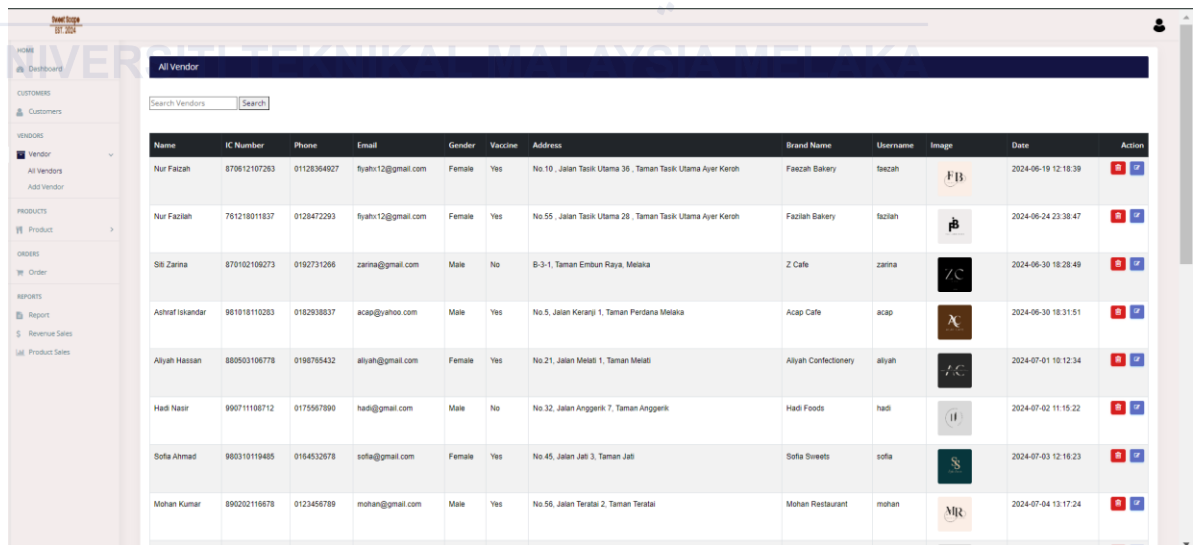 Sweet Scope
EST. 2024
UNIVERSITI TEKNIKAL MALAYSIA MELAKA
HOME
Dashboard
CUSTOMERS
Customers
VENDORS
Vendor
All Vendors
Add Vendor
PRODUCTS
Product
ORDERS
Order
REPORTS
Report
Revenue Sales
Product Sales
All Vendor
Search Vendors Search
Name IC Number Phone Email Gender Vaccine Address Brand Name Username Image Date Action
Nur Faizah 870612107263 01128364927 fiyahx12@gmail.com Female Yes No.10 , Jalan Tasik Utama 36 , Taman Tasik Utama Ayer Keroh Faezah Bakery faezah FB 2024-06-19 12:18:39
Nur Fazilah 761218011837 0128472293 fiyahx12@gmail.com Female Yes No.55 , Jalan Tasik Utama 28 , Taman Tasik Utama Ayer Keroh Fazilah Bakery fazilah 2024-06-24 23:38:47
Siti Zarina 870102109273 0192731266 zarina@gmail.com Male No B-3-1, Taman Embun Raya, Melaka Z Cafe zarina ZC 2024-06-30 18:28:49
Ashraf Iskandar 981018110283 0182938837 acap@yahoo.com Male Yes No.5, Jalan Keranji 1, Taman Perdana Melaka Acap Cafe acap AC 2024-06-30 18:31:51
Aliyah Hassan 880503106778 0198765432 aliyah@gmail.com Female Yes No.21, Jalan Melati 1, Taman Melati Aliyah Confectionery aliyah AC 2024-07-01 10:12:34
Hadi Nasir 990711108712 0175567890 hadi@gmail.com Male No No.32, Jalan Anggerik 7, Taman Anggerik Hadi Foods hadi 2024-07-02 11:15:22
Sofia Ahmad 980310119485 0164532678 sofia@gmail.com Female Yes No.45, Jalan Jati 3, Taman Jati Sofia Sweets sofia SS 2024-07-03 12:16:23
Mohan Kumar 890202116678 0123456789 mohan@gmail.com Male Yes No.56, Jalan Teratai 2, Taman Teratai Mohan Restaurant mohan MR 2024-07-04 13:17:24